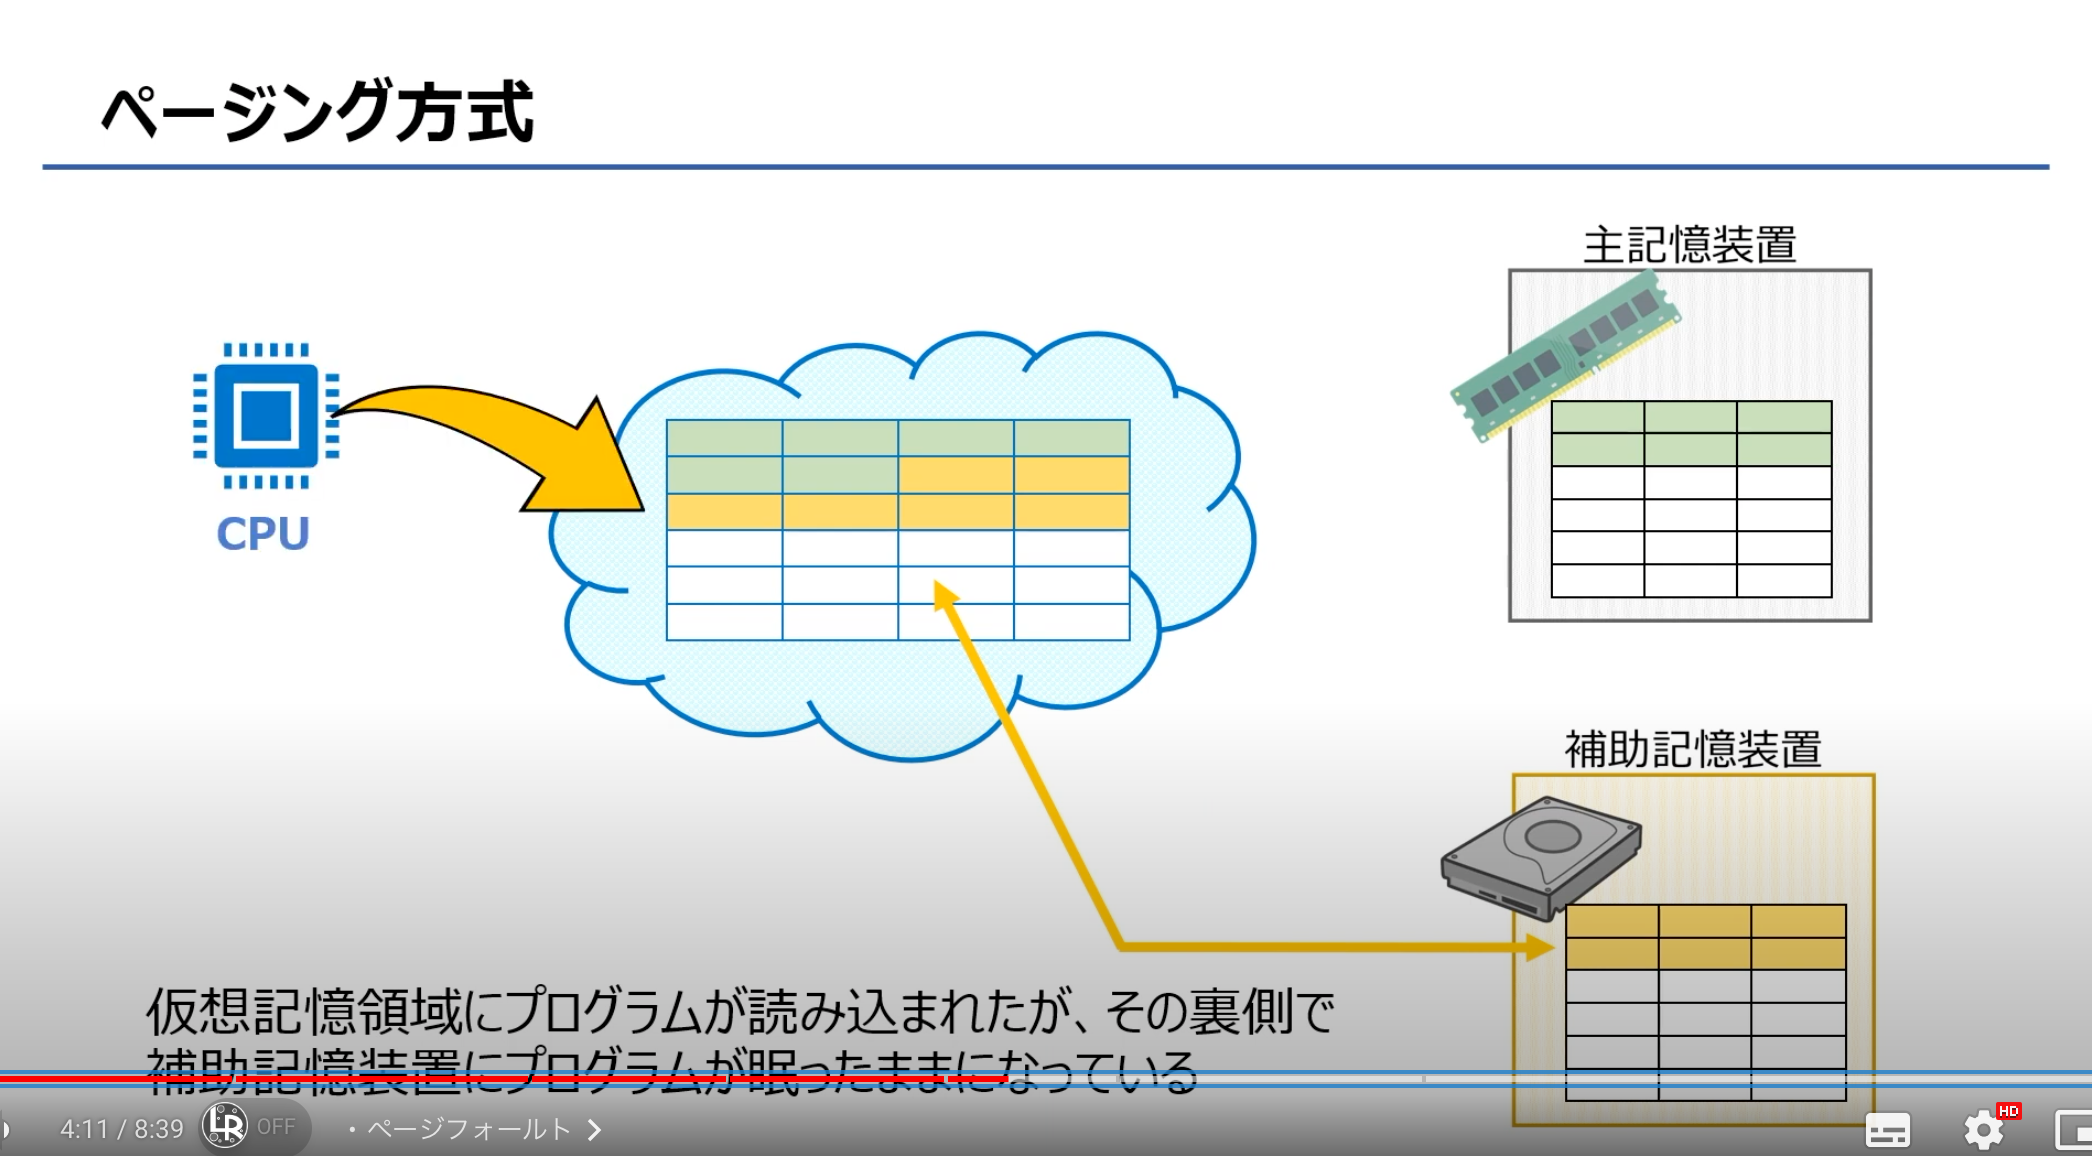 ページング方式
主記憶装置
CPU
補助記憶装置
仮想記憶領域にプログラムが読み込まれたが、その裏側で
補助記憶装置にプログラムが眠ったままになっている
4:11 / 8:39 LR OFF ・ページフォールト
HD